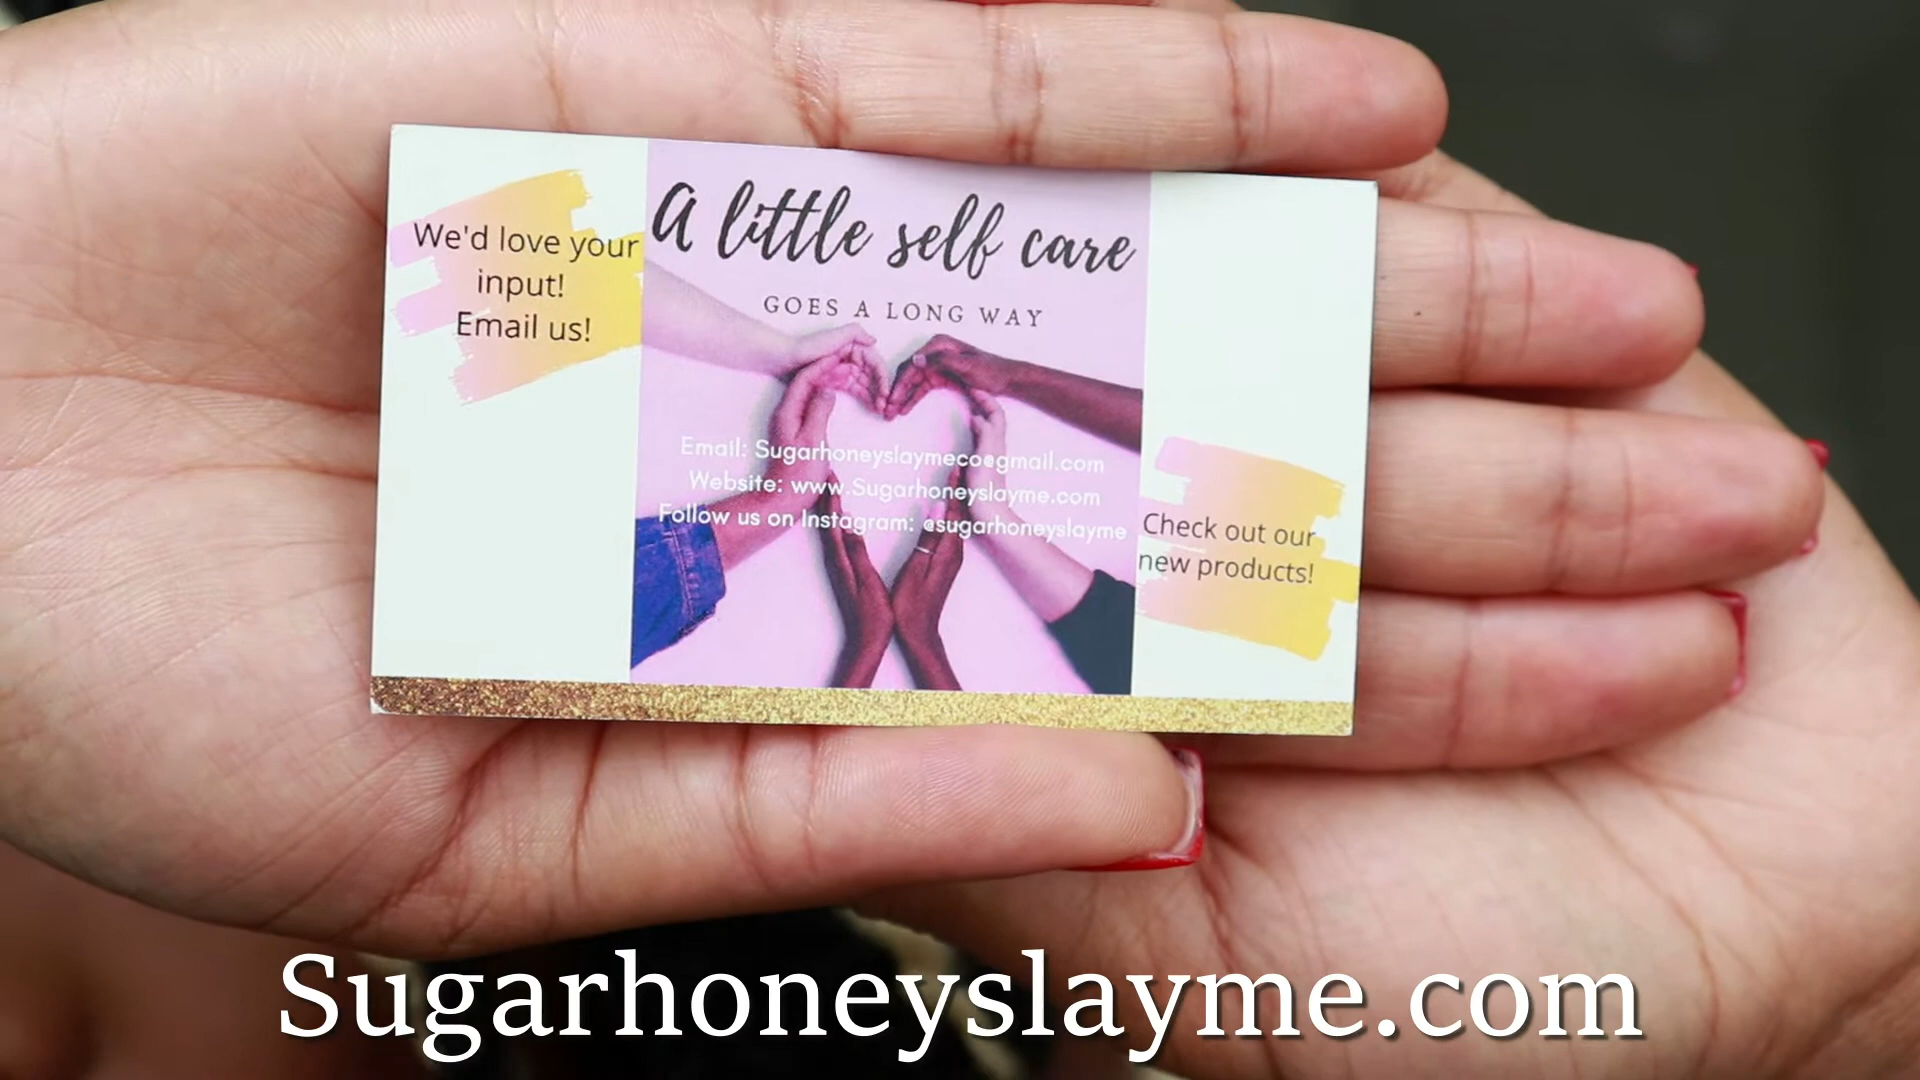 We'd love your
input!
Email us!
A little self care
GOES A LONG WAY
Email: Sugarhoneyslaymeco@gmail.com
Website: www.Sugarhoneyslayme.com
Follow us on Instagram: @sugarhoneyslayme
Check out our
new products!
Sugarhoneyslayme.com